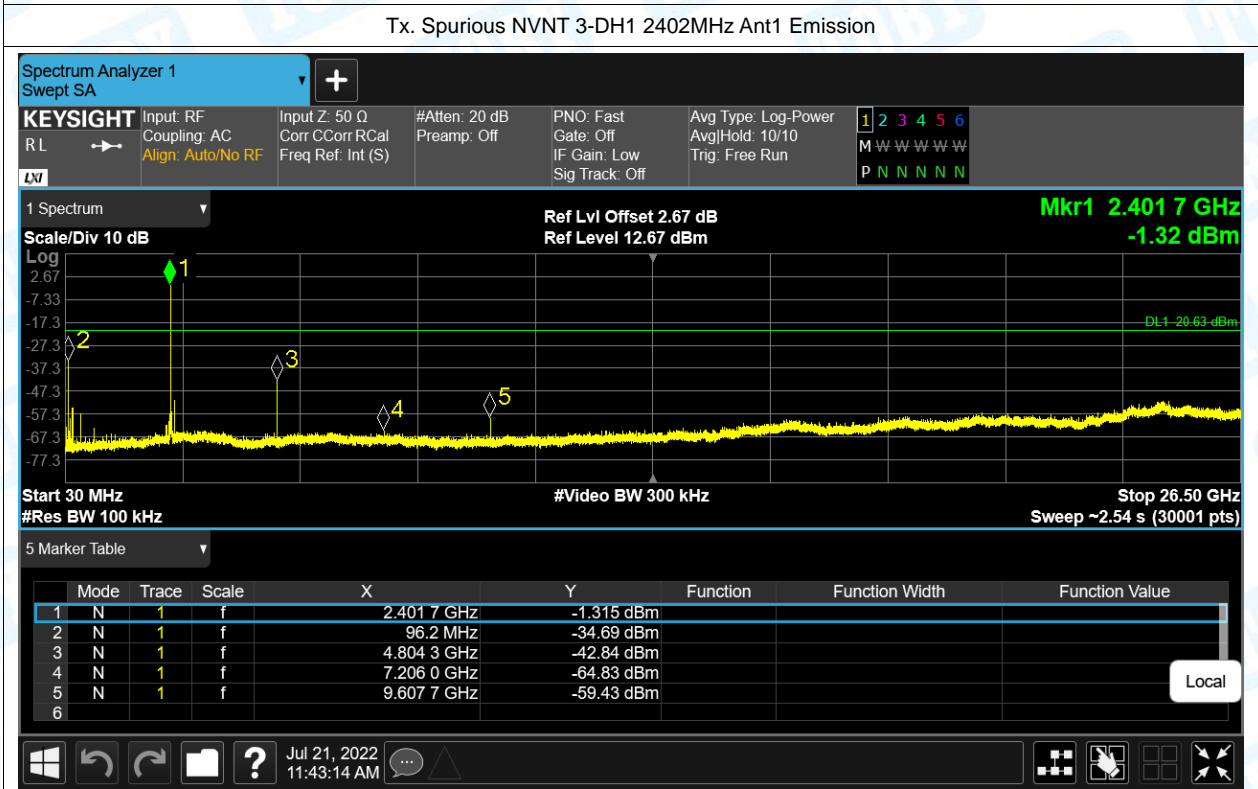 Tx. Spurious NVNT 3-DH1 2402MHz Ant1 Emission
Spectrum Analyzer 1
Swept SA
KEYSIGHT
RL
LXI
Input: RF
Coupling: AC
Align: Auto/No RF
Input Z: 50 Ω
Corr CCorr RCal
Freq Ref: Int (S)
#Atten: 20 dB
Preamp: Off
PNO: Fast
Gate: Off
IF Gain: Low
Sig Track: Off
Avg Type: Log-Power
Avg|Hold: 10/10
Trig: Free Run
1 2 3 4 5 6
M W W W W W
P N N N N N
1 Spectrum
Scale/Div 10 dB
Ref Lvl Offset 2.67 dB
Ref Level 12.67 dBm
Mkr1 2.401 7 GHz
-1.32 dBm
Log
2.67
-7.33
-17.3
-27.3
-37.3
-47.3
-57.3
-67.3
-77.3
1
2
3
4
5
DL1 -20.63 dBm
Start 30 MHz
#Video BW 300 kHz
Stop 26.50 GHz
#Res BW 100 kHz
Sweep ~2.54 s (30001 pts)
5 Marker Table
Mode Trace Scale X Y Function Function Width Function Value
1 N 1 f 2.401 7 GHz -1.315 dBm
2 N 1 f 96.2 MHz -34.69 dBm
3 N 1 f 4.804 3 GHz -42.84 dBm
4 N 1 f 7.206 0 GHz -64.83 dBm
5 N 1 f 9.607 7 GHz -59.43 dBm
6
Local
?
Jul 21, 2022
11:43:14 AM